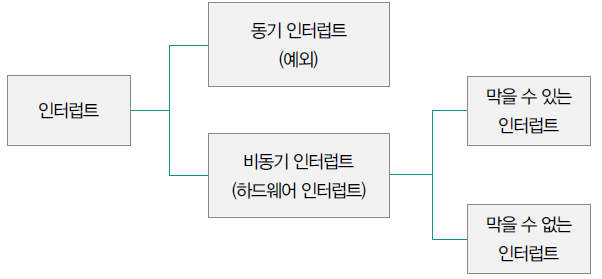 인터럽트
동기 인터럽트
(예외)
비동기 인터럽트
(하드웨어 인터럽트)
막을 수 있는
인터럽트
막을 수 없는
인터럽트